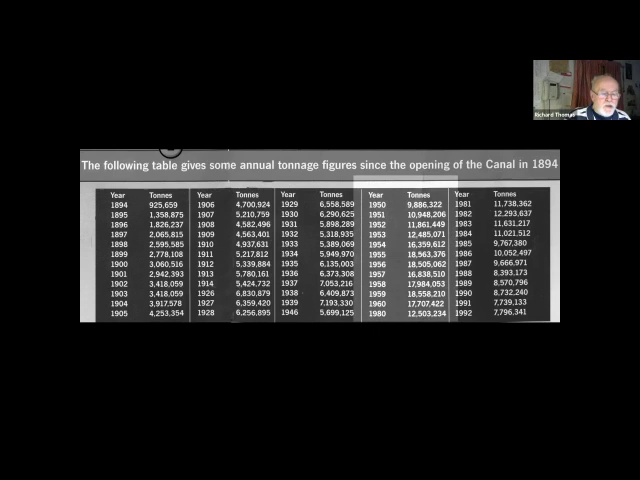 Richard Thomas
The following table gives some annual tonnage figures since the opening of the Canal in 1894
Year Tonnes Year Tonnes Year Tonnes Year Tonnes Year Tonnes
1894 925,659 1906 4,700,924 1929 6,558,589 1950 9,886,322 1981 11,738,362
1895 1,358,875 1907 5,210,759 1930 6,290,625 1951 10,948,206 1982 12,293,637
1896 1,826,237 1908 4,582,496 1931 5,898,289 1952 11,861,449 1983 11,631,217
1897 2,065,815 1909 4,563,401 1932 5,318,935 1953 12,485,071 1984 11,021,512
1898 2,595,585 1910 4,937,631 1933 5,389,069 1954 16,359,612 1985 9,767,380
1899 2,778,108 1911 5,217,812 1934 5,949,970 1955 18,563,376 1986 10,052,497
1900 3,060,516 1912 5,339,884 1935 6,135,003 1956 18,505,062 1987 9,666,971
1901 2,942,393 1913 5,780,161 1936 6,373,308 1957 16,838,510 1988 8,393,173
1902 3,418,059 1914 5,424,732 1937 7,053,216 1958 17,984,053 1989 8,570,796
1903 3,418,059 1926 6,830,879 1938 6,409,873 1959 18,558,210 1990 8,732,240
1904 3,917,578 1927 6,359,420 1939 7,193,330 1960 17,707,422 1991 7,739,133
1905 4,253,354 1928 6,256,895 1946 5,699,125 1980 12,503,234 1992 7,796,341